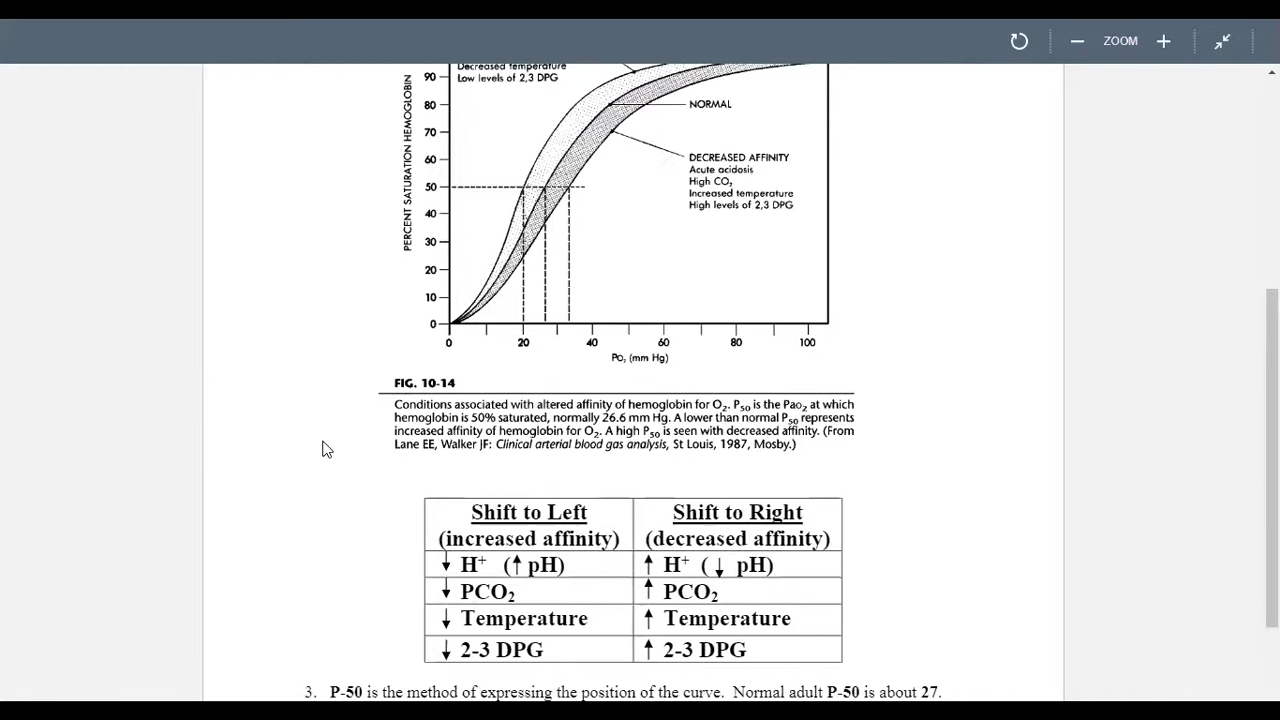 ZOOM
Decreased temperature
Low levels of 2,3 DPG
PERCENT SATURATION HEMOGLOBIN
90
80
70
60
50
40
30
20
10
0
NORMAL
DECREASED AFFINITY
Acute acidosis
High CO₂
Increased temperature
High levels of 2,3 DPG
0 20 40 60 80 100
PO₂ (mm Hg)
FIG. 10-14
Conditions associated with altered affinity of hemoglobin for O₂. P₅₀ is the Pao₂ at which
hemoglobin is 50% saturated, normally 26.6 mm Hg. A lower than normal P₅₀ represents
increased affinity of hemoglobin for O₂. A high P₅₀ is seen with decreased affinity. (From
Lane EE, Walker JF: Clinical arterial blood gas analysis, St Louis, 1987, Mosby.)
Shift to Left Shift to Right
(increased affinity) (decreased affinity)
↓ H⁺ (↑ pH) ↑ H⁺ (↓ pH)
↓ PCO₂ ↑ PCO₂
↓ Temperature ↑ Temperature
↓ 2-3 DPG ↑ 2-3 DPG
3. P-50 is the method of expressing the position of the curve. Normal adult P-50 is about 27.